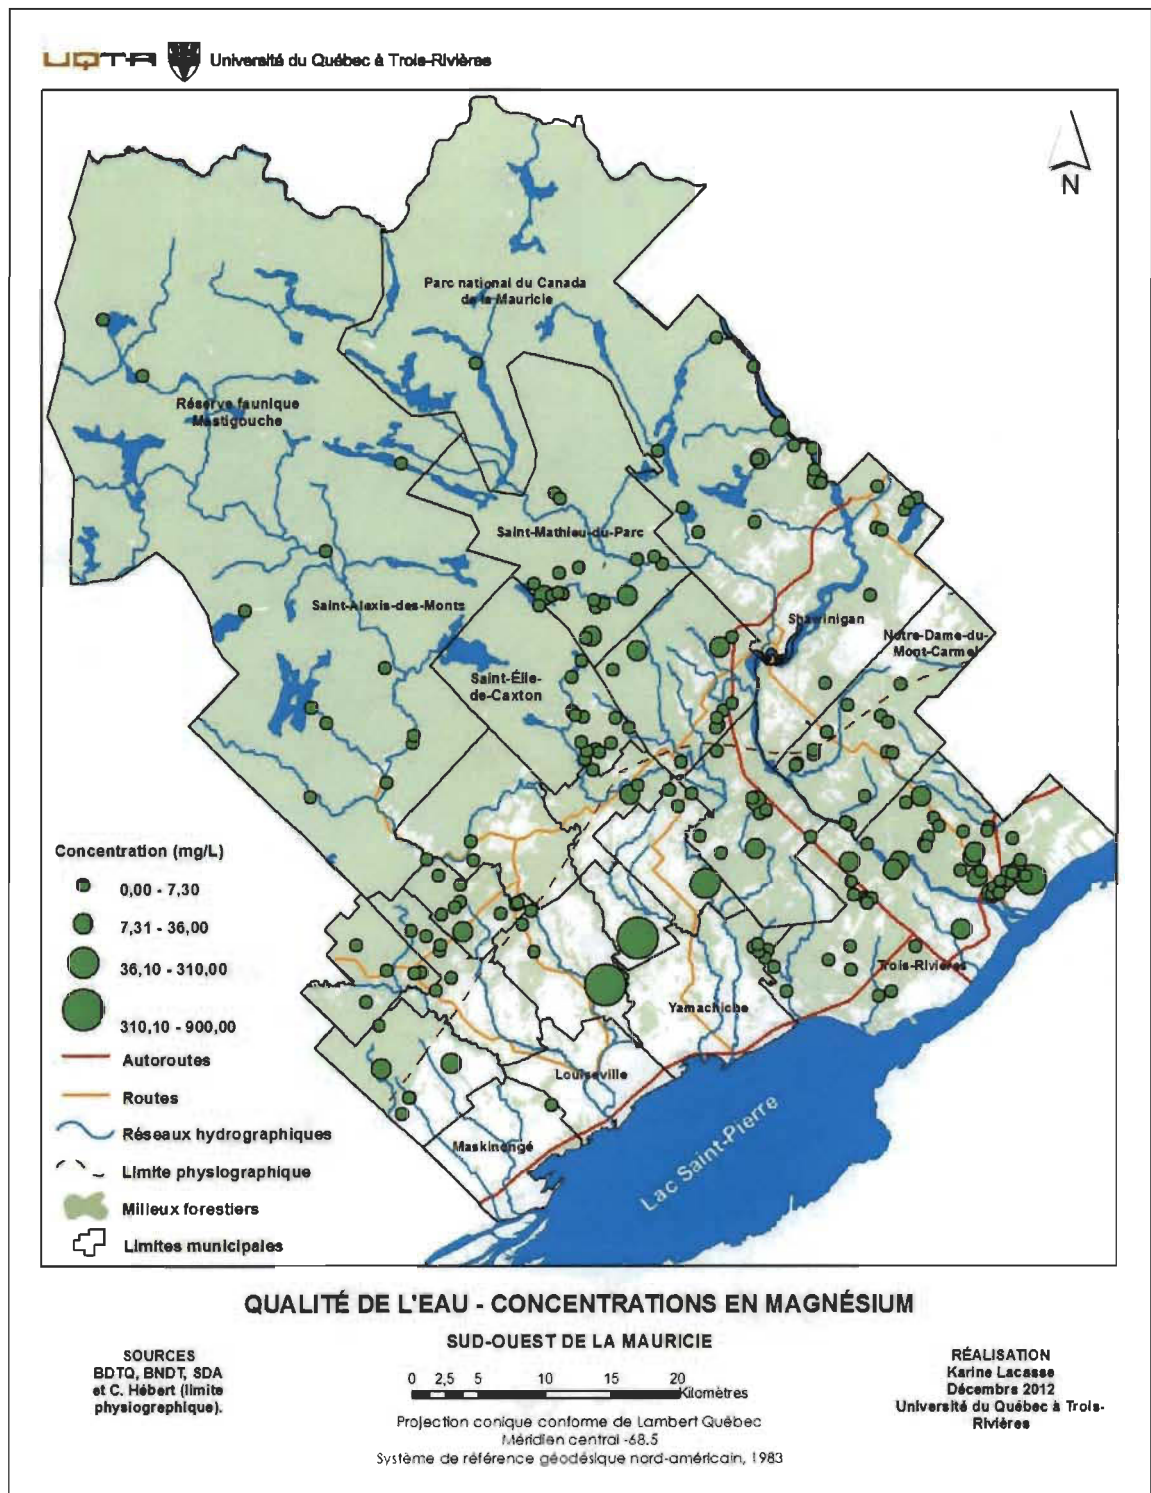 UQTR Université du Québec à Trois-Rivières
N
Parc national du Canada
de la Mauricie
Réserve faunique
Mastigouche
Saint-Mathieu-du-Parc
Saint-Alexis-des-Monts
Shawinigan
Notre-Dame-du-
Mont-Carmel
Saint-Élie-
de-Caxton
Concentration (mg/L)
0,00 - 7,30
7,31 - 36,00
36,10 - 310,00
310,10 - 900,00
Autoroutes
Routes
Réseaux hydrographiques
Limite physiographique
Milieux forestiers
Limites municipales
Trois-Rivières
Yamachiche
Louiseville
Maskinongé
Lac Saint-Pierre
QUALITÉ DE L'EAU - CONCENTRATIONS EN MAGNÉSIUM
SUD-OUEST DE LA MAURICIE
SOURCES
BDTQ, BNDT, SDA
et C. Hébert (limite
physiogrephique).
0 2,5 5 10 15 20
Kilomètres
Projection conique conforme de Lambert Québec
Méridien central -68.5
Système de référence géodésique nord-américain, 1983
RÉALISATION
Karine Lacasse
Décembre 2012
Université du Québec à Trois-
Rivières